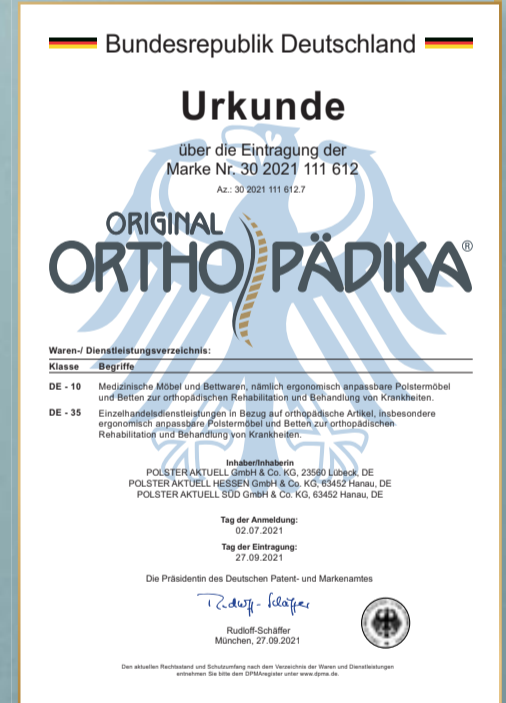 Bundesrepublik Deutschland
Urkunde
über die Eintragung der
Marke Nr. 30 2021 111 612
Az.: 30 2021 111 612.7
ORIGINAL
ORTHOPÄDIKA®
Waren-/ Dienstleistungsverzeichnis:
Klasse Begriffe
DE - 10 Medizinische Möbel und Bettwaren, nämlich ergonomisch anpassbare Polstermöbel
und Betten zur orthopädischen Rehabilitation und Behandlung von Krankheiten.
DE - 35 Einzelhandelsdienstleistungen in Bezug auf orthopädische Artikel, insbesondere
ergonomisch anpassbare Polstermöbel und Betten zur orthopädischen
Rehabilitation und Behandlung von Krankheiten.
Inhaber/Inhaberin
POLSTER AKTUELL GmbH & Co. KG, 23560 Lübeck, DE
POLSTER AKTUELL HESSEN GmbH & Co. KG, 63452 Hanau, DE
POLSTER AKTUELL SÜD GmbH & Co. KG, 63452 Hanau, DE
Tag der Anmeldung:
02.07.2021
Tag der Eintragung:
27.09.2021
Die Präsidentin des Deutschen Patent- und Markenamtes
Rudloff-Schäffer
Rudloff-Schäffer
München, 27.09.2021
Den aktuellen Rechtsstand und Schutzumfang nach dem Verzeichnis der Waren und Dienstleistungen
entnehmen Sie bitte dem DPMAregister unter www.dpma.de.